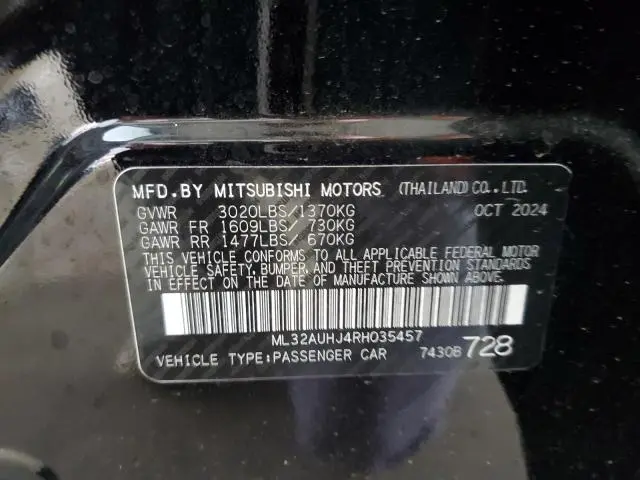 MFD. BY MITSUBISHI MOTORS (THAILAND) CO., LTD.
GVWR 3020LBS/1370KG OCT 2024
GAWR FR 1609LBS/ 730KG
GAWR RR 1477LBS/ 670KG
THIS VEHICLE CONFORMS TO ALL APPLICABLE FEDERAL MOTOR
VEHICLE SAFETY, BUMPER, AND THEFT PREVENTION STANDARDS
IN EFFECT ON THE DATE OF MANUFACTURE SHOWN ABOVE.
ML32AUHJ4RH035457
VEHICLE TYPE:PASSENGER CAR 7430B 728